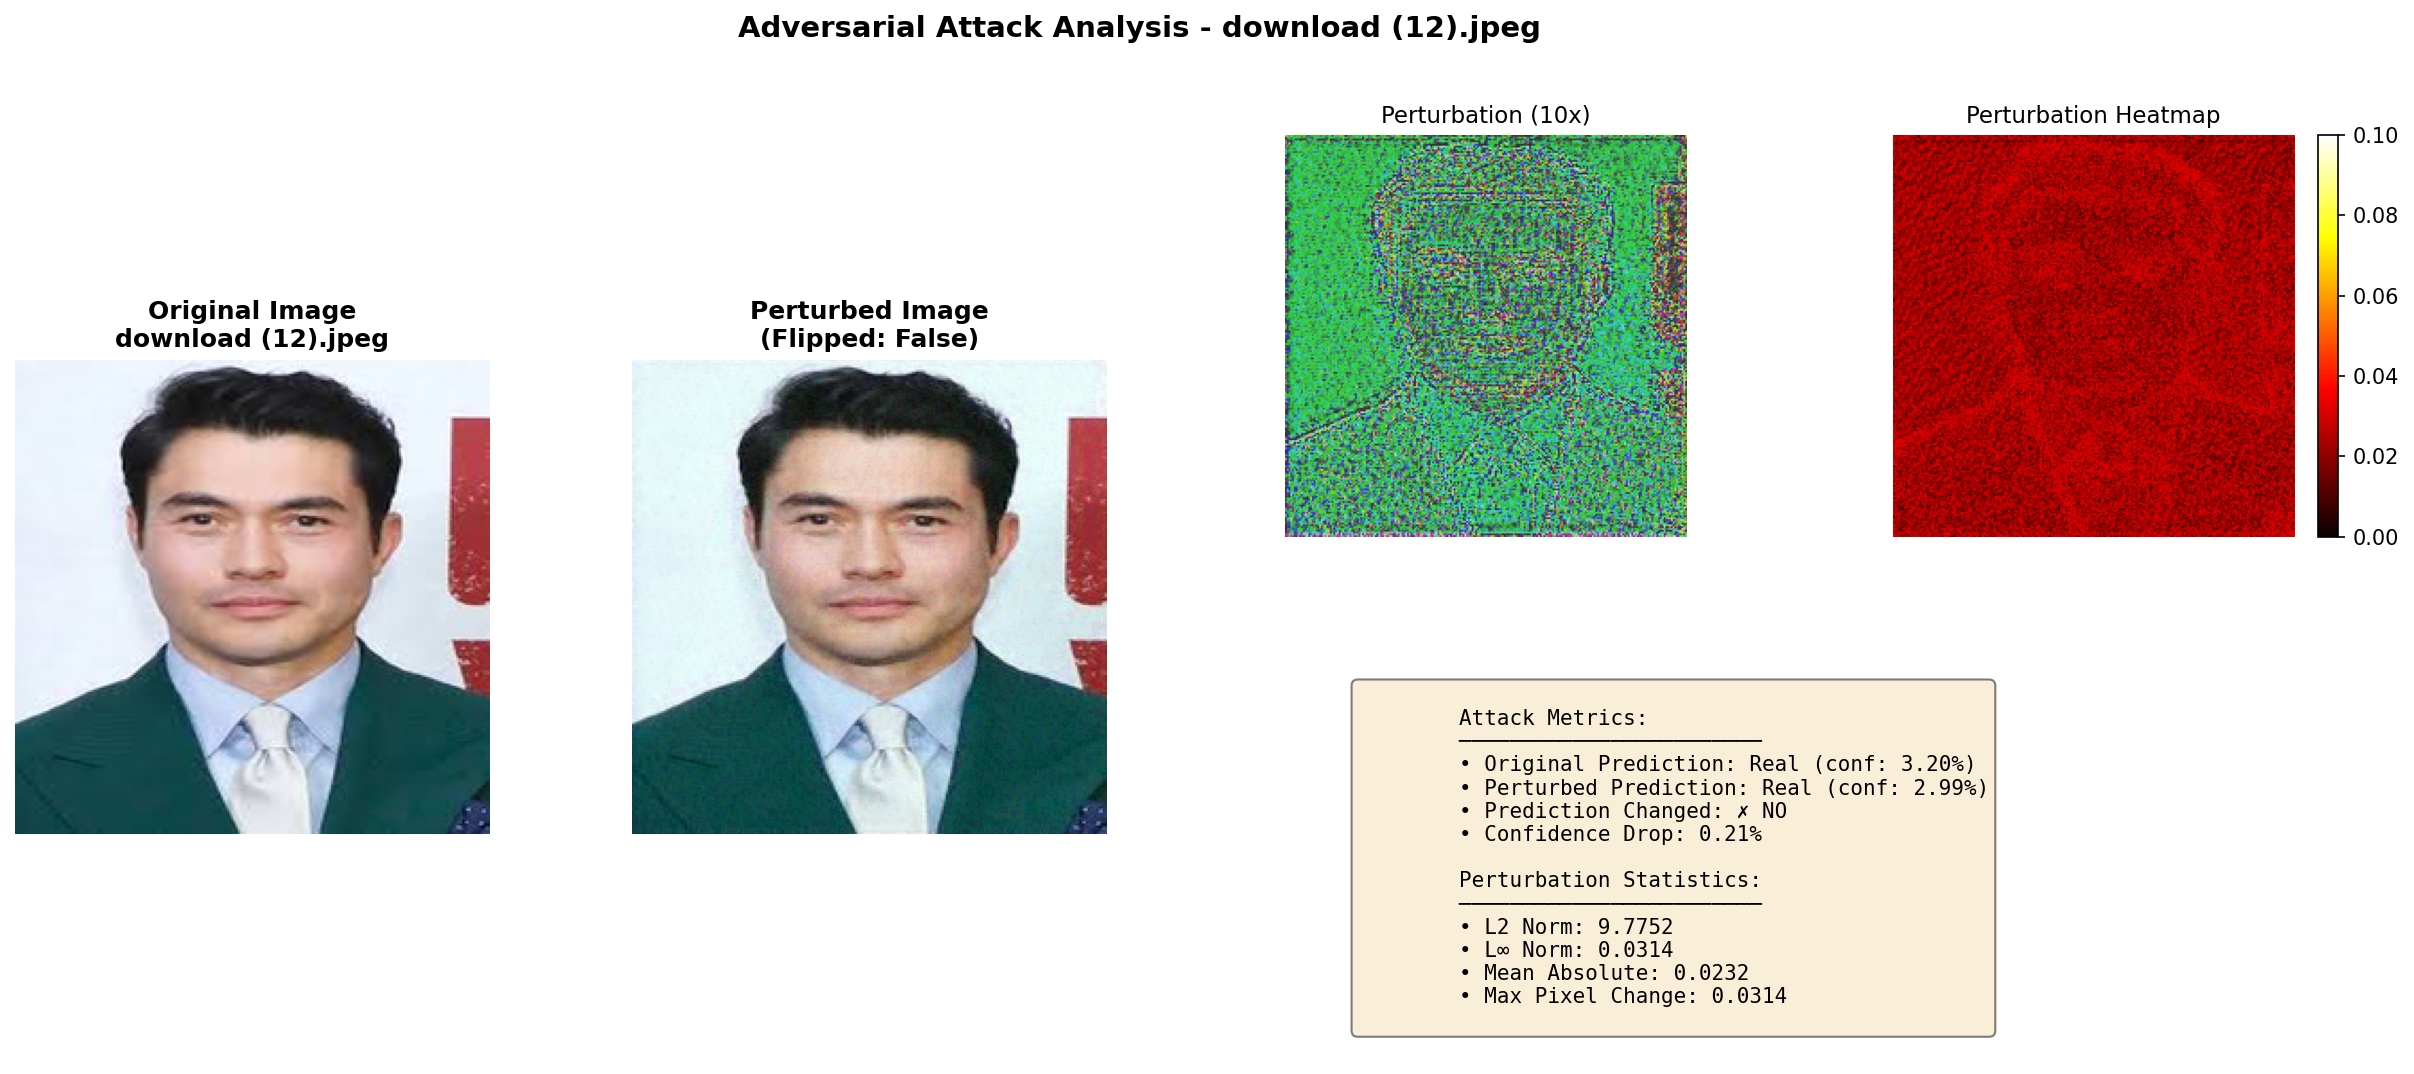 Adversarial Attack Analysis - download (12).jpeg
Original Image
download (12).jpeg
Perturbed Image
(Flipped: False)
Perturbation (10x)
Perturbation Heatmap
0.10
0.08
0.06
0.04
0.02
0.00
Attack Metrics:
• Original Prediction: Real (conf: 3.20%)
• Perturbed Prediction: Real (conf: 2.99%)
• Prediction Changed: ✗ NO
• Confidence Drop: 0.21%
Perturbation Statistics:
• L2 Norm: 9.7752
• L∞ Norm: 0.0314
• Mean Absolute: 0.0232
• Max Pixel Change: 0.0314